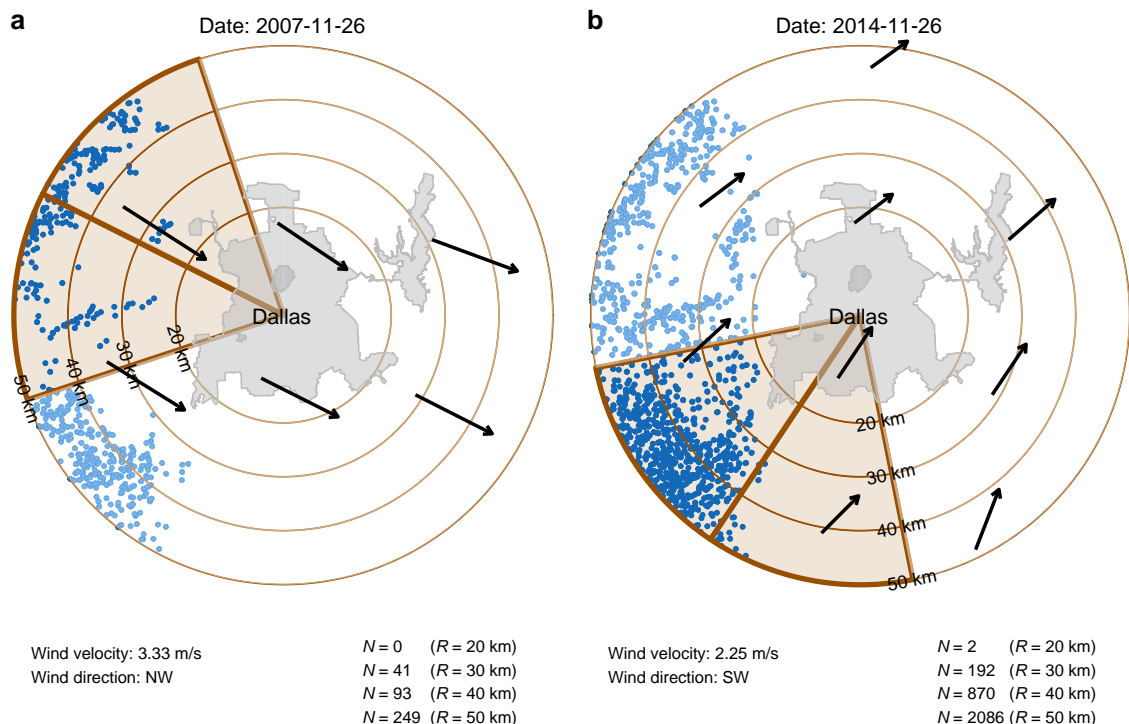 a
Date: 2007-11-26
Dallas
20 km
30 km
40 km
50 km
Wind velocity: 3.33 m/s
Wind direction: NW
N = 0 (R = 20 km)
N = 41 (R = 30 km)
N = 93 (R = 40 km)
N = 249 (R = 50 km)
b
Date: 2014-11-26
Dallas
20 km
30 km
40 km
50 km
Wind velocity: 2.25 m/s
Wind direction: SW
N = 2 (R = 20 km)
N = 192 (R = 30 km)
N = 870 (R = 40 km)
N = 2086 (R = 50 km)